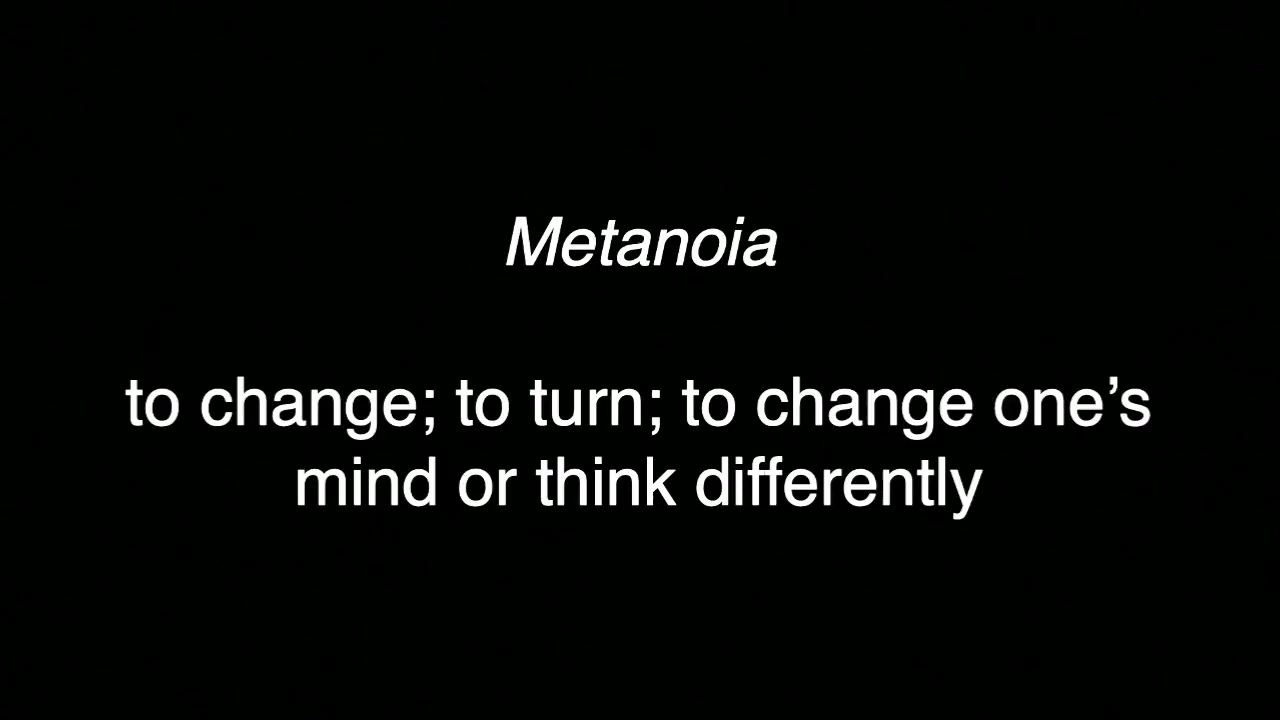 Metanoia
to change; to turn; to change one’s
mind or think differently